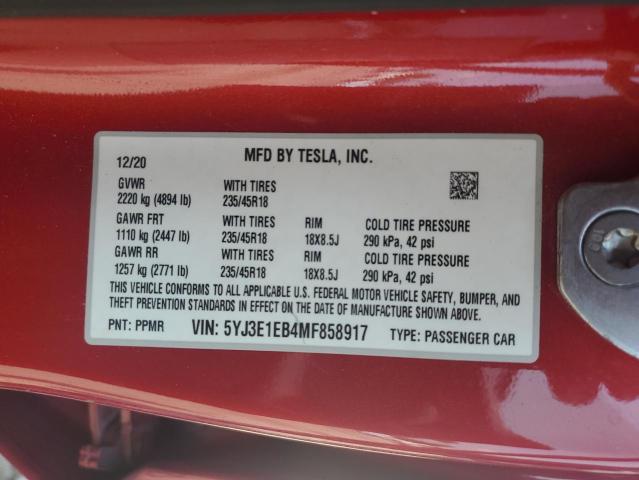 12/20 MFD BY TESLA, INC.
GVWR WITH TIRES
2220 kg (4894 lb) 235/45R18
GAWR FRT WITH TIRES RIM COLD TIRE PRESSURE
1110 kg (2447 lb) 235/45R18 18X8.5J 290 kPa, 42 psi
GAWR RR WITH TIRES RIM COLD TIRE PRESSURE
1257 kg (2771 lb) 235/45R18 18X8.5J 290 kPa, 42 psi
THIS VEHICLE CONFORMS TO ALL APPLICABLE U.S. FEDERAL MOTOR VEHICLE SAFETY, BUMPER, AND
THEFT PREVENTION STANDARDS IN EFFECT ON THE DATE OF MANUFACTURE SHOWN ABOVE.
PNT: PPMR VIN: 5YJ3E1EB4MF858917 TYPE: PASSENGER CAR